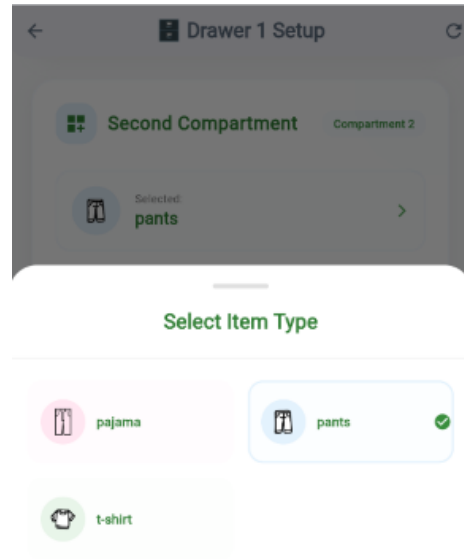 Drawer 1 Setup
Second Compartment
Compartment 2
Selected:
pants
Select Item Type
pajama
pants
t-shirt